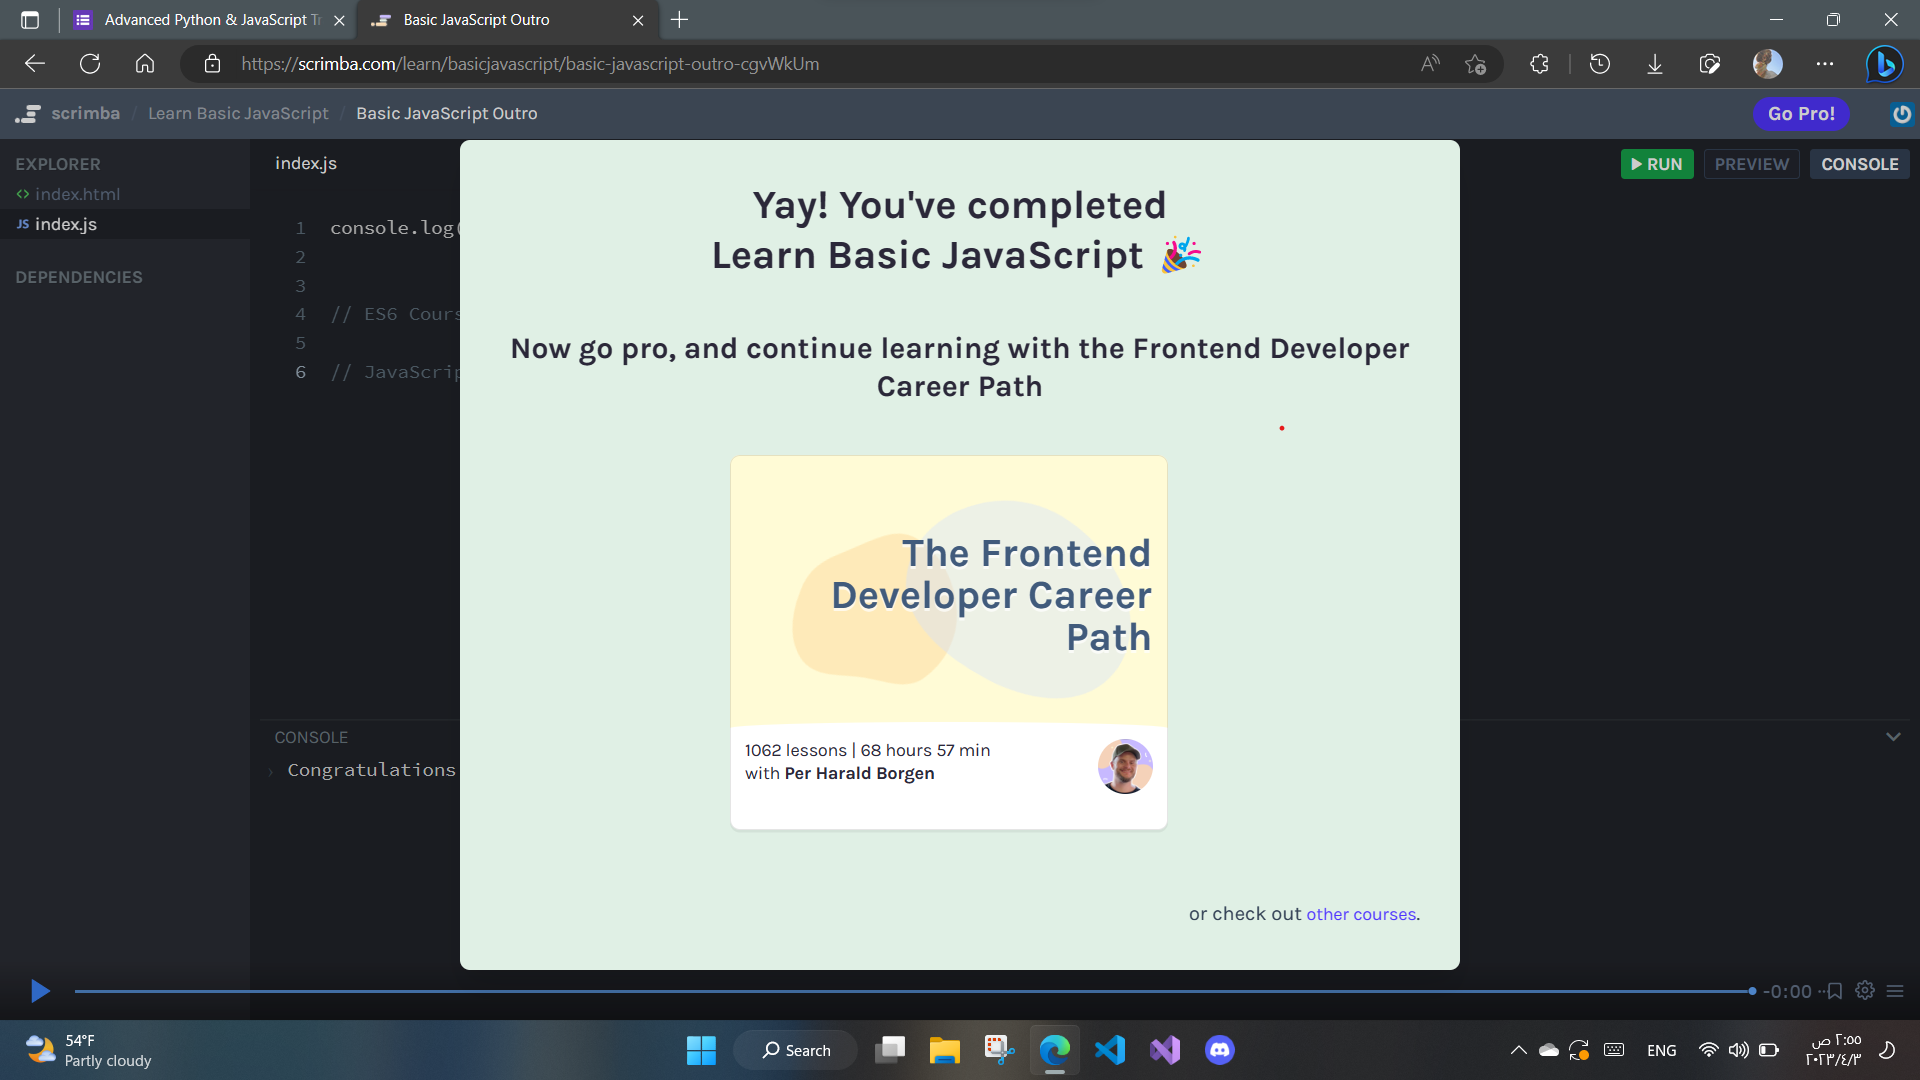 Advanced Python & JavaScript Tr
Basic JavaScript Outro
https://scrimba.com/learn/basicjavascript/basic-javascript-outro-cgvWkUm
scrimba / Learn Basic JavaScript / Basic JavaScript Outro
Go Pro!
EXPLORER
index.html
JS index.js
DEPENDENCIES
index.js
RUN
PREVIEW
CONSOLE
1 console.log(
2
3
4 // ES6 Cours
5
6 // JavaScrip
Yay! You've completed
Learn Basic JavaScript 🎉
Now go pro, and continue learning with the Frontend Developer
Career Path
The Frontend
Developer Career
Path
1062 lessons | 68 hours 57 min
with Per Harald Borgen
or check out other courses.
CONSOLE
› Congratulations
-0:00
54°F
Partly cloudy
Search
ENG
٢:٥٥ ص
٢٠٢٣/٤/٣